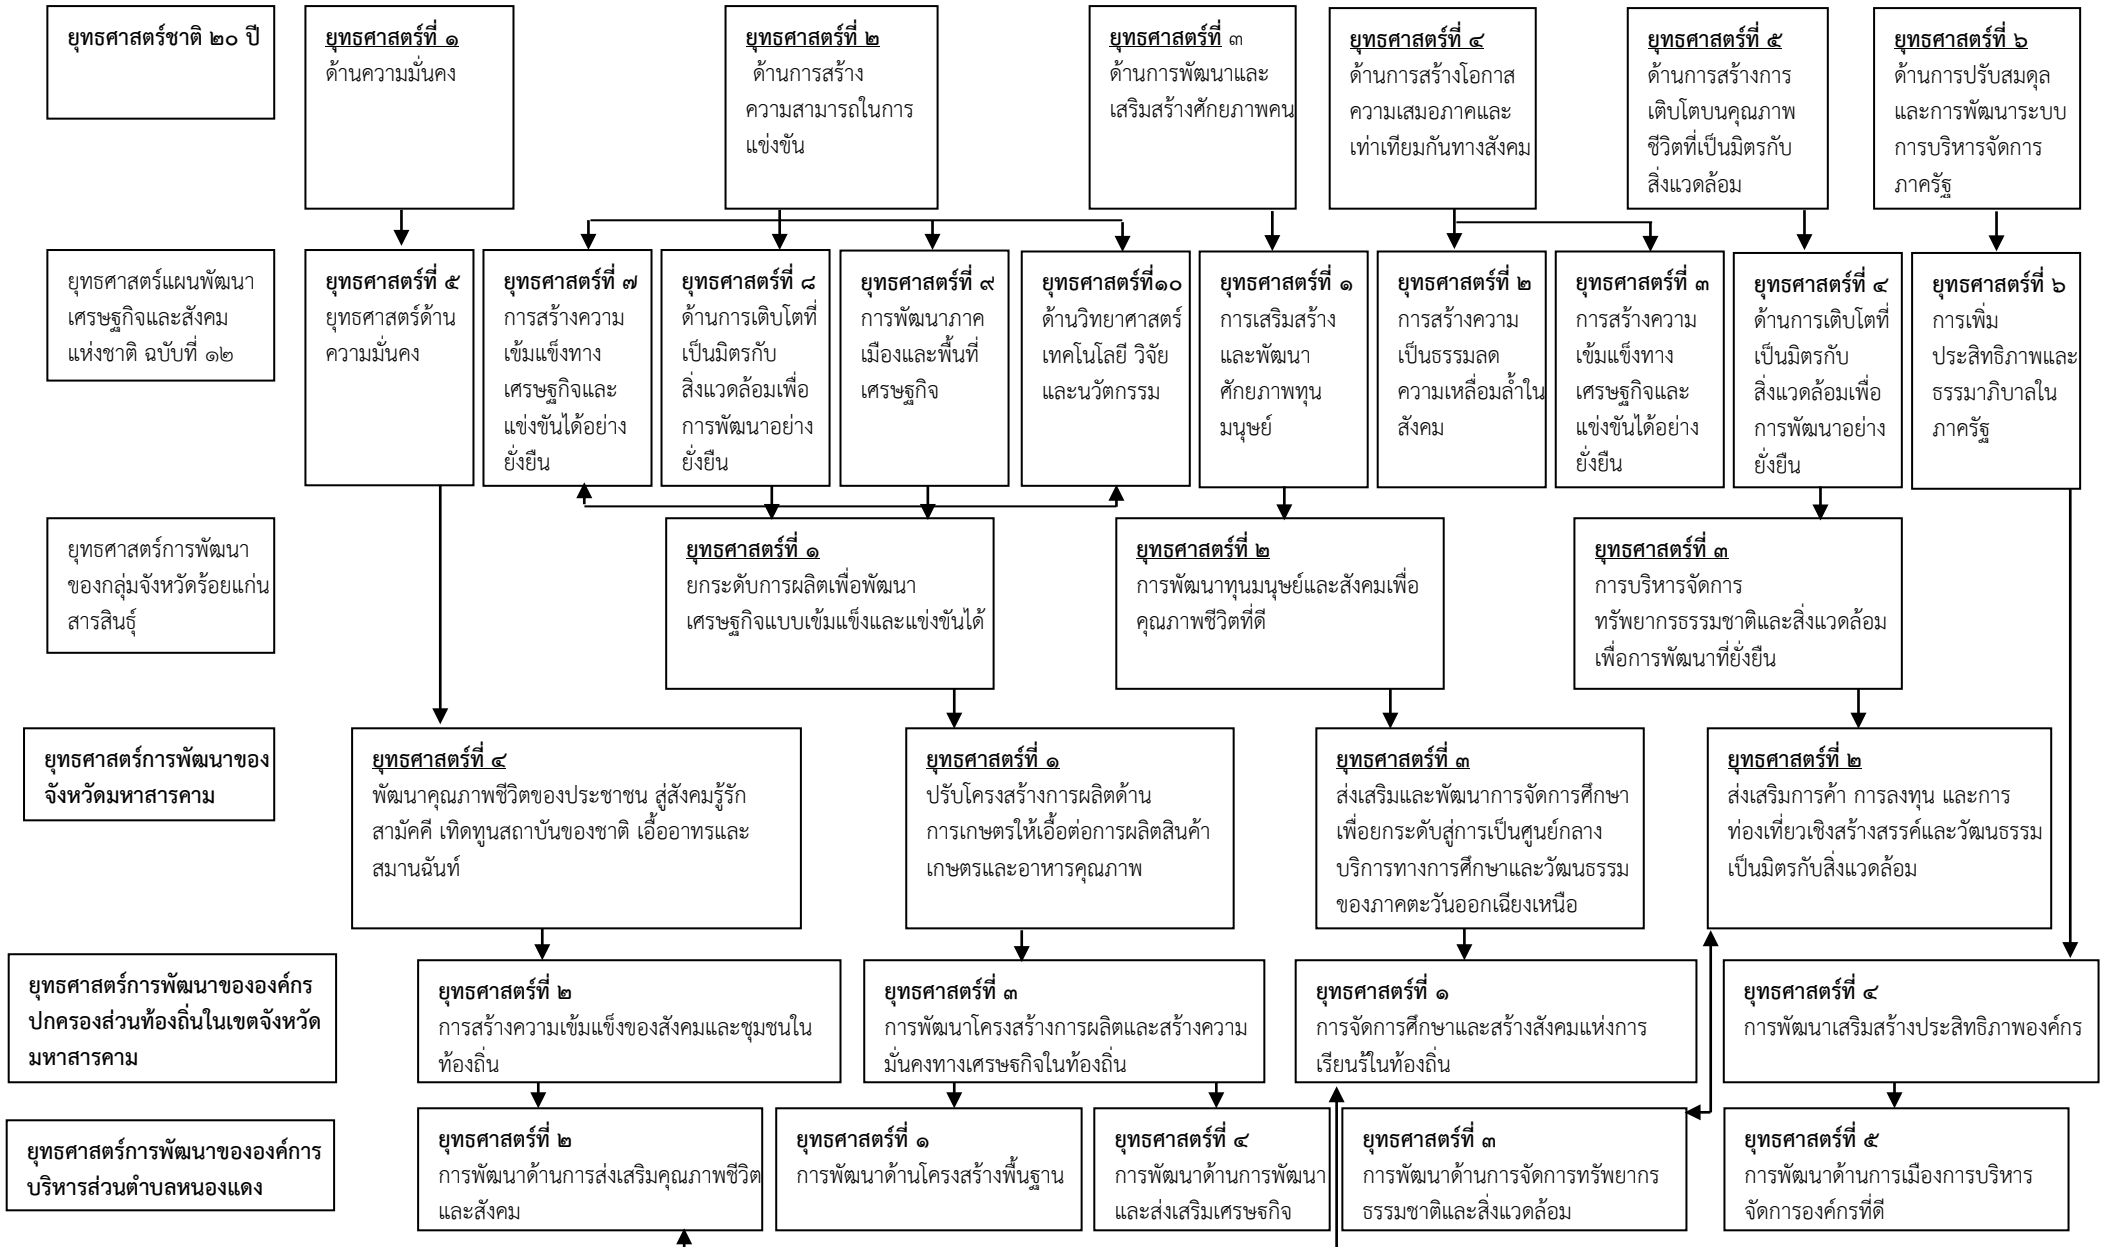 ยุทธศาสตร์ชาติ ๒๐ ปี
ยุทธศาสตร์ที่ ๑
ด้านความมั่นคง
ยุทธศาสตร์ที่ ๒
ด้านการสร้าง
ความสามารถในการ
แข่งขัน
ยุทธศาสตร์ที่ ๓
ด้านการพัฒนาและ
เสริมสร้างศักยภาพคน
ยุทธศาสตร์ที่ ๔
ด้านการสร้างโอกาส
ความเสมอภาคและ
เท่าเทียมกันทางสังคม
ยุทธศาสตร์ที่ ๕
ด้านการสร้างการ
เติบโตบนคุณภาพ
ชีวิตที่เป็นมิตรกับ
สิ่งแวดล้อม
ยุทธศาสตร์ที่ ๖
ด้านการปรับสมดุล
และการพัฒนาระบบ
การบริหารจัดการ
ภาครัฐ
ยุทธศาสตร์แผนพัฒนา
เศรษฐกิจและสังคม
แห่งชาติ ฉบับที่ ๑๒
ยุทธศาสตร์ที่ ๕
ยุทธศาสตร์ด้าน
ความมั่นคง
ยุทธศาสตร์ที่ ๗
การสร้างความ
เข้มแข็งทาง
เศรษฐกิจและ
แข่งขันได้อย่าง
ยั่งยืน
ยุทธศาสตร์ที่ ๘
ด้านการเติบโตที่
เป็นมิตรกับ
สิ่งแวดล้อมเพื่อ
การพัฒนาอย่าง
ยั่งยืน
ยุทธศาสตร์ที่ ๙
การพัฒนาภาค
เมืองและพื้นที่
เศรษฐกิจ
ยุทธศาสตร์ที่๑๐
ด้านวิทยาศาสตร์
เทคโนโลยี วิจัย
และนวัตกรรม
ยุทธศาสตร์ที่ ๑
การเสริมสร้าง
และพัฒนา
ศักยภาพทุน
มนุษย์
ยุทธศาสตร์ที่ ๒
การสร้างความ
เป็นธรรมลด
ความเหลื่อมล้ำใน
สังคม
ยุทธศาสตร์ที่ ๓
การสร้างความ
เข้มแข็งทาง
เศรษฐกิจและ
แข่งขันได้อย่าง
ยั่งยืน
ยุทธศาสตร์ที่ ๔
ด้านการเติบโตที่
เป็นมิตรกับ
สิ่งแวดล้อมเพื่อ
การพัฒนาอย่าง
ยั่งยืน
ยุทธศาสตร์ที่ ๖
การเพิ่ม
ประสิทธิภาพและ
ธรรมาภิบาลใน
ภาครัฐ
ยุทธศาสตร์การพัฒนา
ของกลุ่มจังหวัดร้อยแก่น
สารสินธุ์
ยุทธศาสตร์ที่ ๑
ยกระดับการผลิตเพื่อพัฒนา
เศรษฐกิจแบบเข้มแข็งและแข่งขันได้
ยุทธศาสตร์ที่ ๒
การพัฒนาทุนมนุษย์และสังคมเพื่อ
คุณภาพชีวิตที่ดี
ยุทธศาสตร์ที่ ๓
การบริหารจัดการ
ทรัพยากรธรรมชาติและสิ่งแวดล้อม
เพื่อการพัฒนาที่ยั่งยืน
ยุทธศาสตร์การพัฒนาของ
จังหวัดมหาสารคาม
ยุทธศาสตร์ที่ ๔
พัฒนาคุณภาพชีวิตของประชาชน สู่สังคมรู้รัก
สามัคคี เทิดทูนสถาบันของชาติ เอื้ออาทรและ
สมานฉันท์
ยุทธศาสตร์ที่ ๑
ปรับโครงสร้างการผลิตด้าน
การเกษตรให้เอื้อต่อการผลิตสินค้า
เกษตรและอาหารคุณภาพ
ยุทธศาสตร์ที่ ๓
ส่งเสริมและพัฒนาการจัดการศึกษา
เพื่อยกระดับสู่การเป็นศูนย์กลาง
บริการทางการศึกษาและวัฒนธรรม
ของภาคตะวันออกเฉียงเหนือ
ยุทธศาสตร์ที่ ๒
ส่งเสริมการค้า การลงทุน และการ
ท่องเที่ยวเชิงสร้างสรรค์และวัฒนธรรม
เป็นมิตรกับสิ่งแวดล้อม
ยุทธศาสตร์การพัฒนาขององค์กร
ปกครองส่วนท้องถิ่นในเขตจังหวัด
มหาสารคาม
ยุทธศาสตร์ที่ ๒
การสร้างความเข้มแข็งของสังคมและชุมชนใน
ท้องถิ่น
ยุทธศาสตร์ที่ ๓
การพัฒนาโครงสร้างการผลิตและสร้างความ
มั่นคงทางเศรษฐกิจในท้องถิ่น
ยุทธศาสตร์ที่ ๑
การจัดการศึกษาและสร้างสังคมแห่งการ
เรียนรู้ในท้องถิ่น
ยุทธศาสตร์ที่ ๔
การพัฒนาเสริมสร้างประสิทธิภาพองค์กร
ยุทธศาสตร์การพัฒนาขององค์การ
บริหารส่วนตำบลหนองแดง
ยุทธศาสตร์ที่ ๒
การพัฒนาด้านการส่งเสริมคุณภาพชีวิต
และสังคม
ยุทธศาสตร์ที่ ๑
การพัฒนาด้านโครงสร้างพื้นฐาน
ยุทธศาสตร์ที่ ๔
การพัฒนาด้านการพัฒนา
และส่งเสริมเศรษฐกิจ
ยุทธศาสตร์ที่ ๓
การพัฒนาด้านการจัดการทรัพยากร
ธรรมชาติและสิ่งแวดล้อม
ยุทธศาสตร์ที่ ๕
การพัฒนาด้านการเมืองการบริหาร
จัดการองค์กรที่ดี